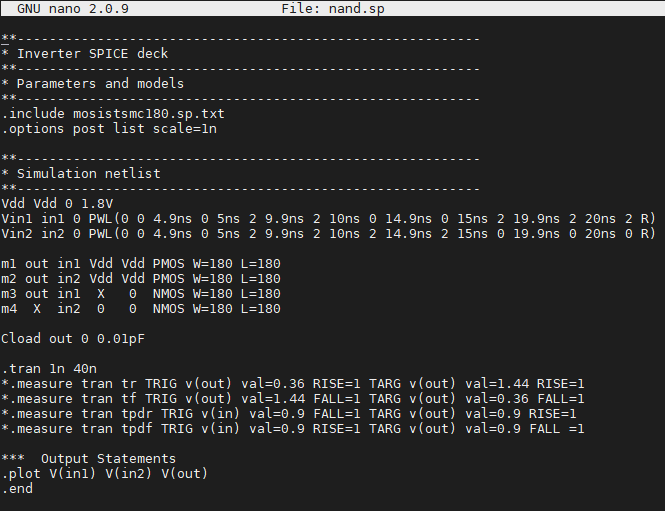 GNU nano 2.0.9 File: nand.sp
**--------------------------------------------------------
* Inverter SPICE deck
**--------------------------------------------------------
* Parameters and models
**--------------------------------------------------------
.include mosistsmc180.sp.txt
.options post list scale=1n
**--------------------------------------------------------
* Simulation netlist
**--------------------------------------------------------
Vdd Vdd 0 1.8V
Vin1 in1 0 PWL(0 0 4.9ns 0 5ns 2 9.9ns 2 10ns 0 14.9ns 0 15ns 2 19.9ns 2 20ns 2 R)
Vin2 in2 0 PWL(0 0 4.9ns 0 5ns 2 9.9ns 2 10ns 2 14.9ns 2 15ns 0 19.9ns 0 20ns 0 R)
m1 out in1 Vdd Vdd PMOS W=180 L=180
m2 out in2 Vdd Vdd PMOS W=180 L=180
m3 out in1  X   0  NMOS W=180 L=180
m4  X  in2  0   0  NMOS W=180 L=180
Cload out 0 0.01pF
.tran 1n 40n
*.measure tran tr TRIG v(out) val=0.36 RISE=1 TARG v(out) val=1.44 RISE=1
*.measure tran tf TRIG v(out) val=1.44 FALL=1 TARG v(out) val=0.36 FALL=1
*.measure tran tpdr TRIG v(in) val=0.9 FALL=1 TARG v(out) val=0.9 RISE=1
*.measure tran tpdf TRIG v(in) val=0.9 RISE=1 TARG v(out) val=0.9 FALL =1
***  Output Statements
.plot V(in1) V(in2) V(out)
.end